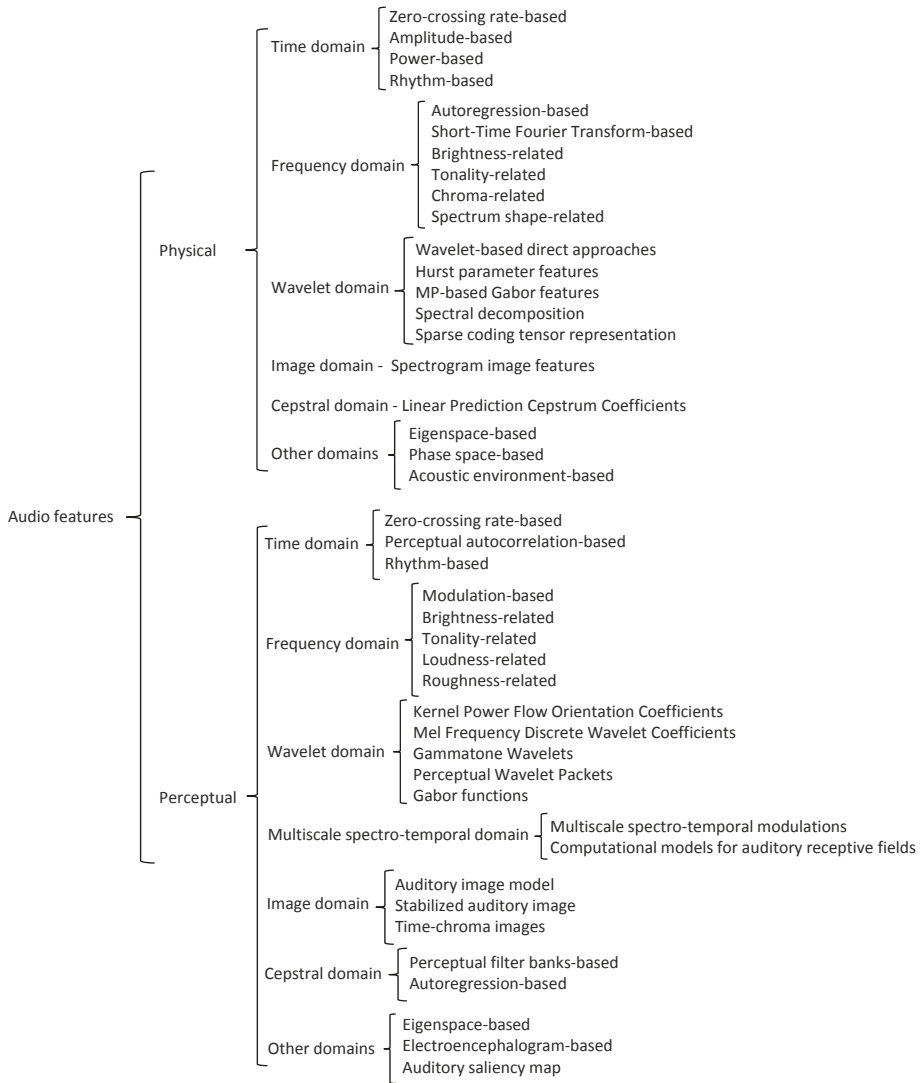 Audio features
Physical
Time domain
Zero-crossing rate-based
Amplitude-based
Power-based
Rhythm-based
Frequency domain
Autoregression-based
Short-Time Fourier Transform-based
Brightness-related
Tonality-related
Chroma-related
Spectrum shape-related
Wavelet domain
Wavelet-based direct approaches
Hurst parameter features
MP-based Gabor features
Spectral decomposition
Sparse coding tensor representation
Image domain - Spectrogram image features
Cepstral domain - Linear Prediction Cepstrum Coefficients
Other domains
Eigenspace-based
Phase space-based
Acoustic environment-based
Perceptual
Time domain
Zero-crossing rate-based
Perceptual autocorrelation-based
Rhythm-based
Frequency domain
Modulation-based
Brightness-related
Tonality-related
Loudness-related
Roughness-related
Wavelet domain
Kernel Power Flow Orientation Coefficients
Mel Frequency Discrete Wavelet Coefficients
Gammatone Wavelets
Perceptual Wavelet Packets
Gabor functions
Multiscale spectro-temporal domain
Multiscale spectro-temporal modulations
Computational models for auditory receptive fields
Image domain
Auditory image model
Stabilized auditory image
Time-chroma images
Cepstral domain
Perceptual filter banks-based
Autoregression-based
Other domains
Eigenspace-based
Electroencephalogram-based
Auditory saliency map